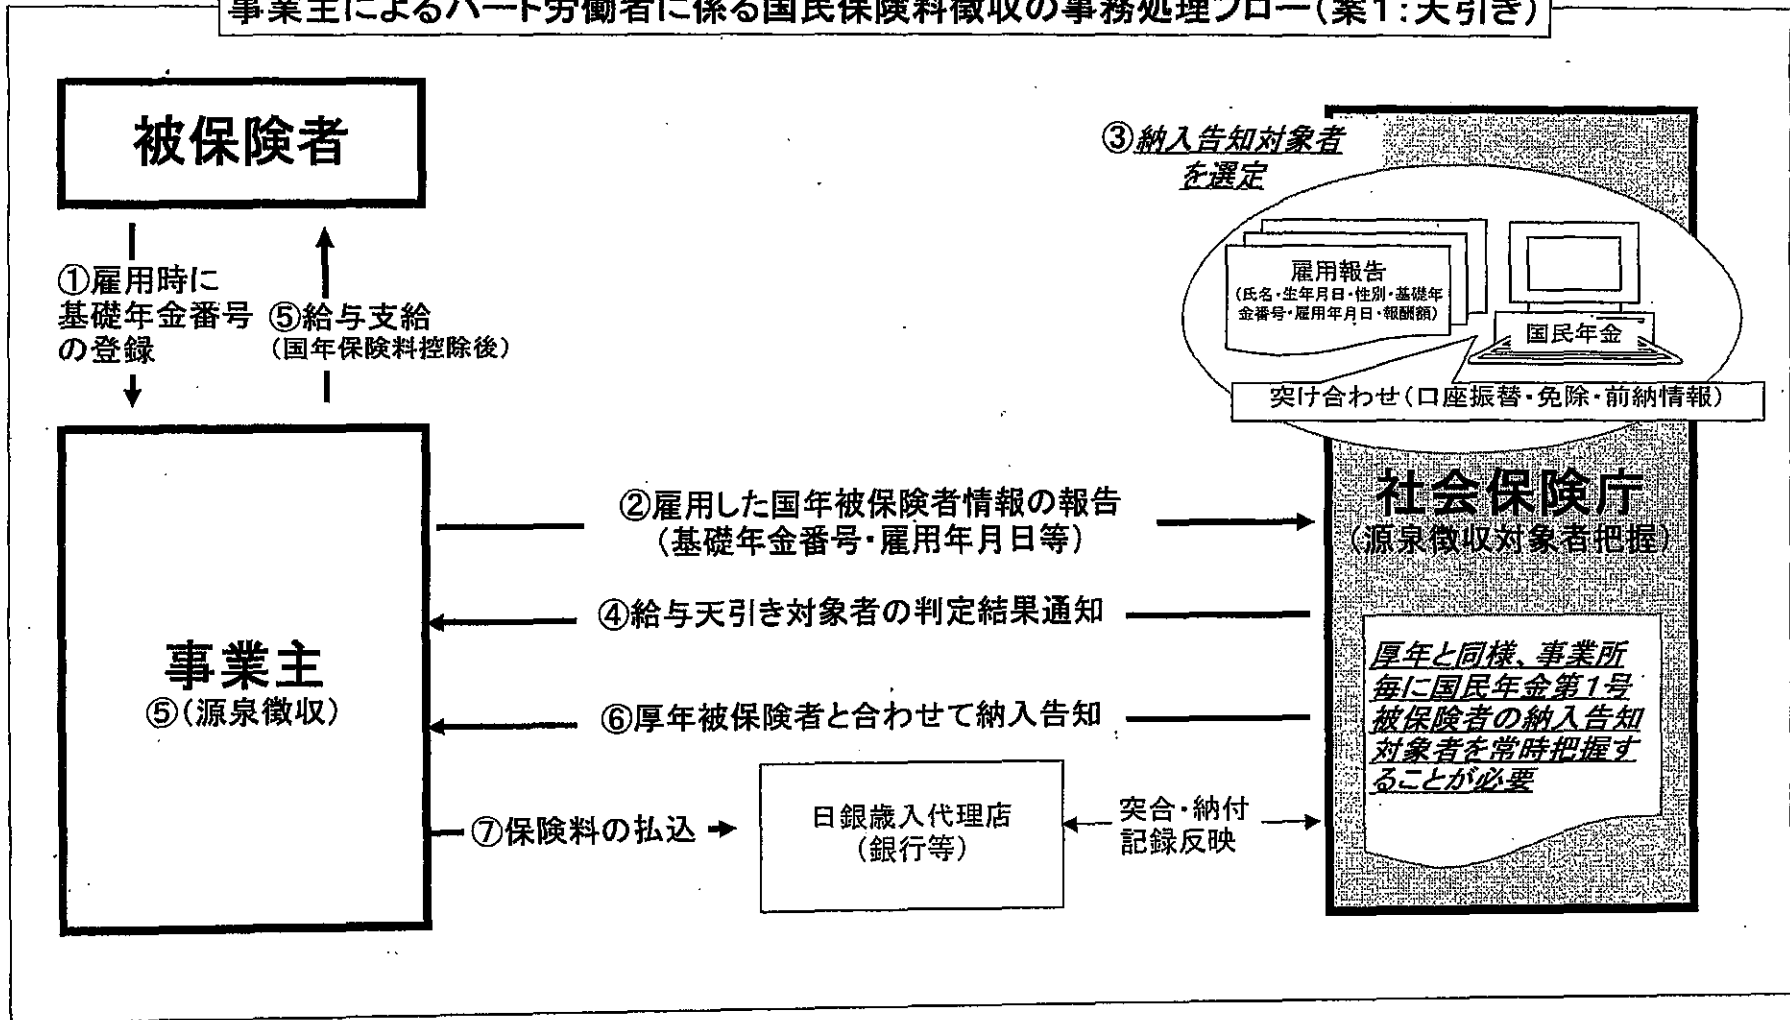 事業主によるパート労働者に係る国民保険料徴収の事務処理フロー(案1:天引き)
被保険者
①雇用時に
基礎年金番号
の登録
⑤給与支給
(国年保険料控除後)
③納入告知対象者
を選定
雇用報告
(氏名・生年月日・性別・基礎年
金番号・雇用年月日・報酬額)
国民年金
突け合わせ(口座振替・免除・前納情報)
社会保険庁
(源泉徴収対象者把握)
②雇用した国年被保険者情報の報告
(基礎年金番号・雇用年月日等)
④給与天引き対象者の判定結果通知
事業主
⑤(源泉徴収)
⑥厚年被保険者と合わせて納入告知
厚年と同様、事業所
毎に国民年金第1号
被保険者の納入告知
対象者を常時把握す
ることが必要
⑦保険料の払込
日銀歳入代理店
(銀行等)
突合・納付
記録反映